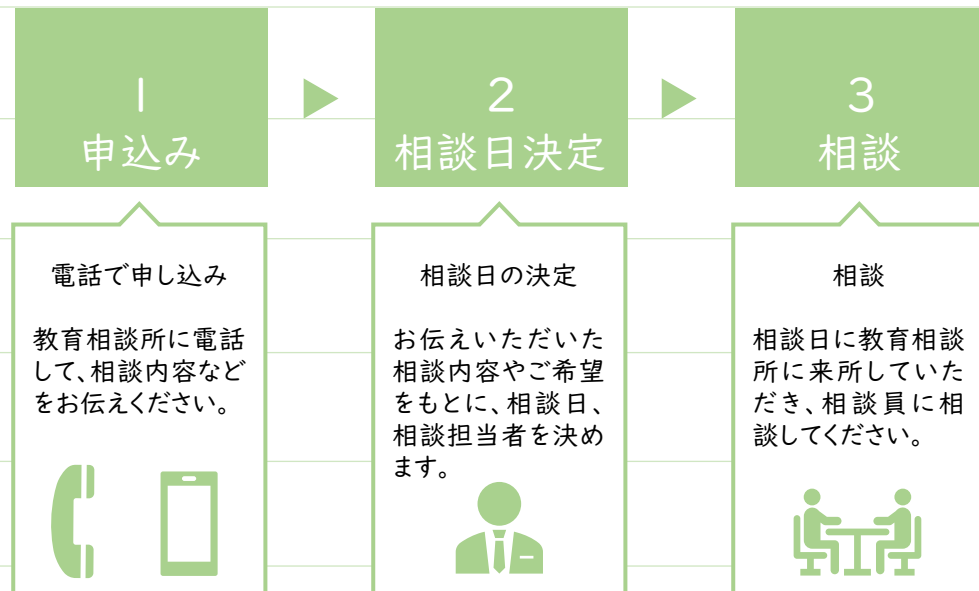 1
申込み
2
相談日決定
3
相談
電話で申し込み
教育相談所に電話
して、相談内容など
をお伝えください。
相談日の決定
お伝えいただいた
相談内容やご希望
をもとに、相談日、
相談担当者を決め
ます。
相談
相談日に教育相談
所に来所していた
だき、相談員に相
談してください。